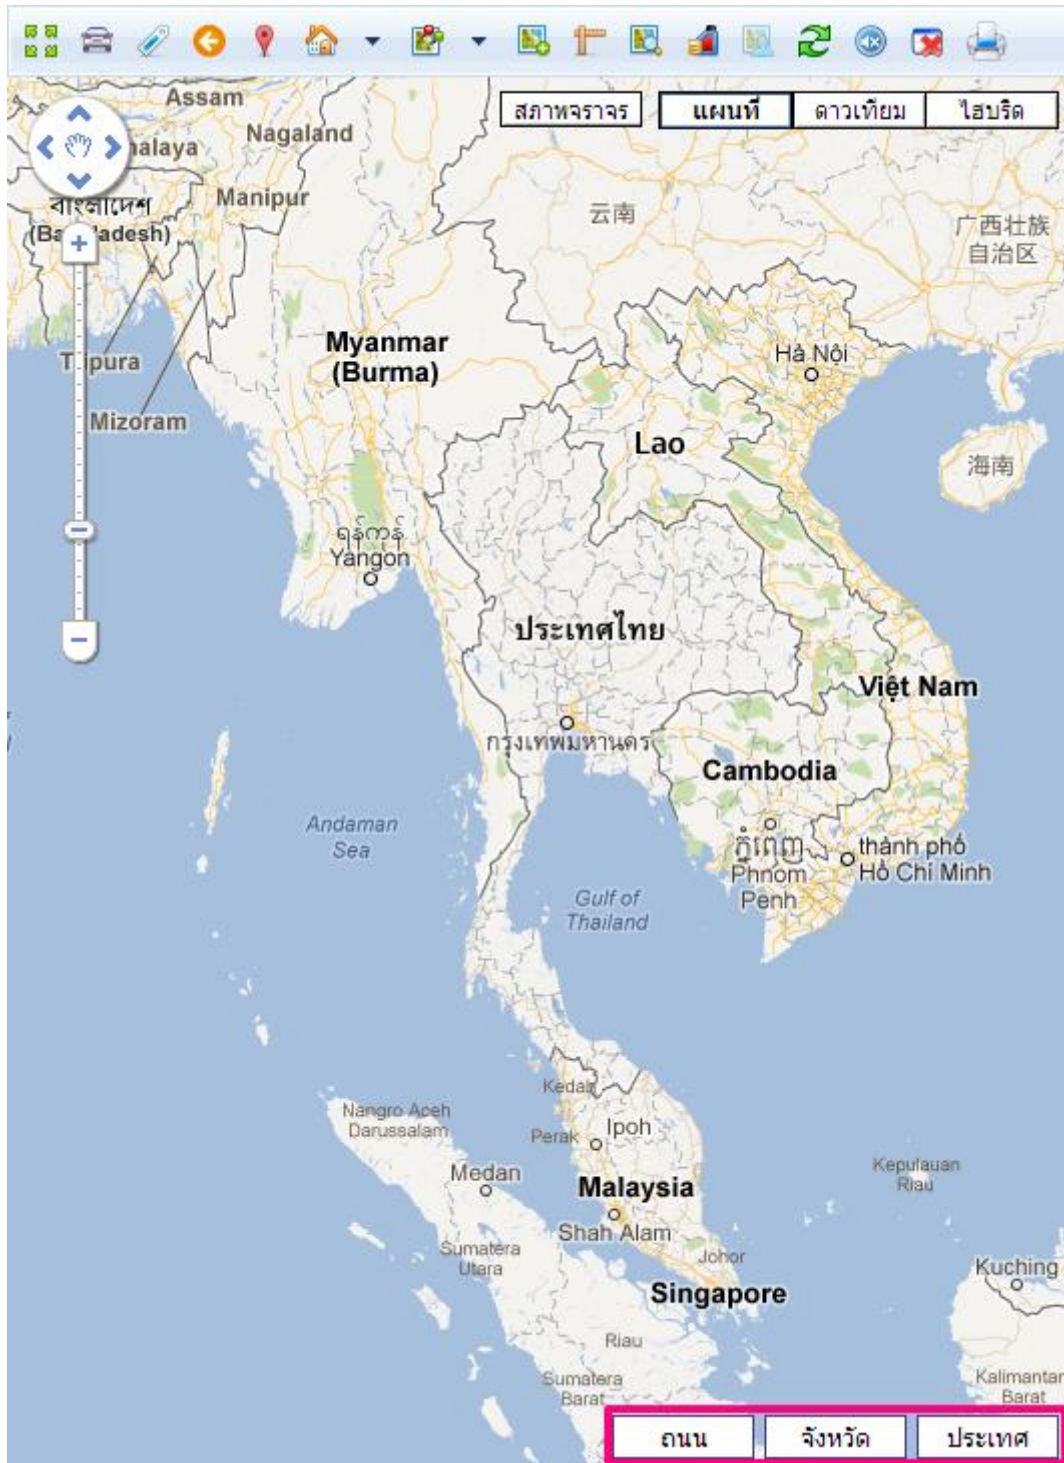 สภาพจราจร แผนที่ ดาวเทียม ไฮบริด
Assam
Nagaland
halaya
Manipur
বাংলাদেশ
(Bangladesh)
云南
广西壮族
自治区
Myanmar
(Burma)
Hà Nội
Tripura
Mizoram
Lao
海南
ရန်ကုန်
Yangon
ประเทศไทย
Việt Nam
กรุงเทพมหานคร
Cambodia
Andaman
Sea
ភ្នំពេញ
Phnom
Penh
thành phố
Hồ Chí Minh
Gulf of
Thailand
Kedah
Nangro Aceh
Darussalam
Perak
Ipoh
Medan
Kepulauan
Riau
Malaysia
Shah Alam
Sumatera
Utara
Johor
Kuching
Singapore
Riau
Sumatera
Barat
Kalimantan
Barat
ถนน จังหวัด ประเทศ